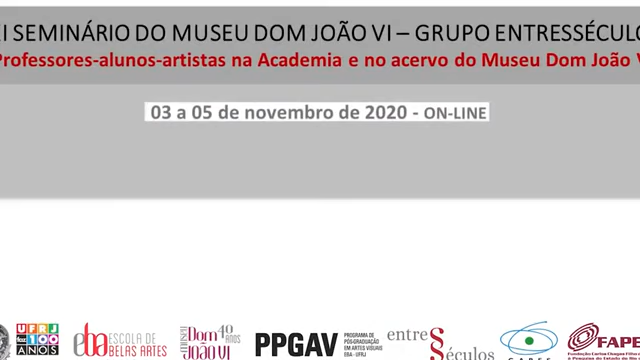 I SEMINÁRIO DO MUSEU DOM JOÃO VI – GRUPO ENTRESSÉCULO
Professores-alunos-artistas na Academia e no acervo do Museu Dom João V
03 a 05 de novembro de 2020 - ON-LINE
UFRJ
faz 100
ANOS
eba ESCOLA DE
BELAS ARTES
Dom
João VI
40 anos
PPGAV
PROGRAMA DE
PÓS-GRADUAÇÃO
EM ARTES VISUAIS
EBA - UFRJ
entre
Séculos
CAPES
FAPE